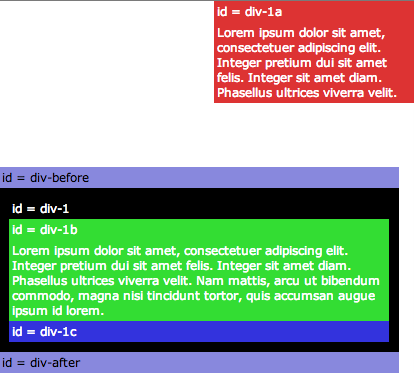 id = div-1a
Lorem ipsum dolor sit amet,
consectetuer adipiscing elit.
Integer pretium dui sit amet
felis. Integer sit amet diam.
Phasellus ultrices viverra velit.
id = div-before
id = div-1
id = div-1b
Lorem ipsum dolor sit amet, consectetuer adipiscing elit.
Integer pretium dui sit amet felis. Integer sit amet diam.
Phasellus ultrices viverra velit. Nam mattis, arcu ut bibendum
commodo, magna nisi tincidunt tortor, quis accumsan augue
ipsum id lorem.
id = div-1c
id = div-after